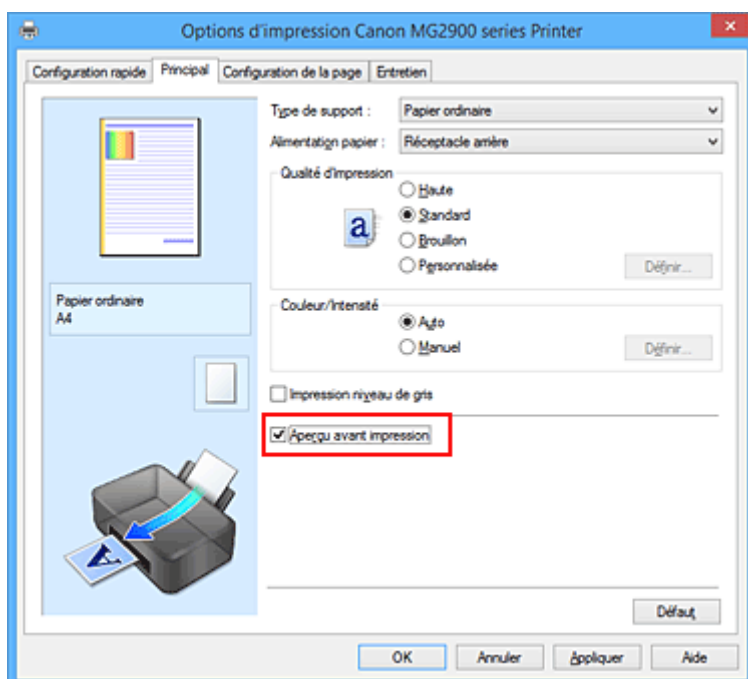 Options d'impression Canon MG2900 series Printer
Configuration rapide Principal Configuration de la page Entretien
Type de support : Papier ordinaire
Alimentation papier : Réceptacle arrière
Qualité d'impression
Haute
a Standard
Brouillon
Personnalisée Définir...
Papier ordinaire
A4
Couleur/Intensité
Auto
Manuel Définir...
Impression niveau de gris
Aperçu avant impression
A
Défaut
OK Annuler Appliquer Aide